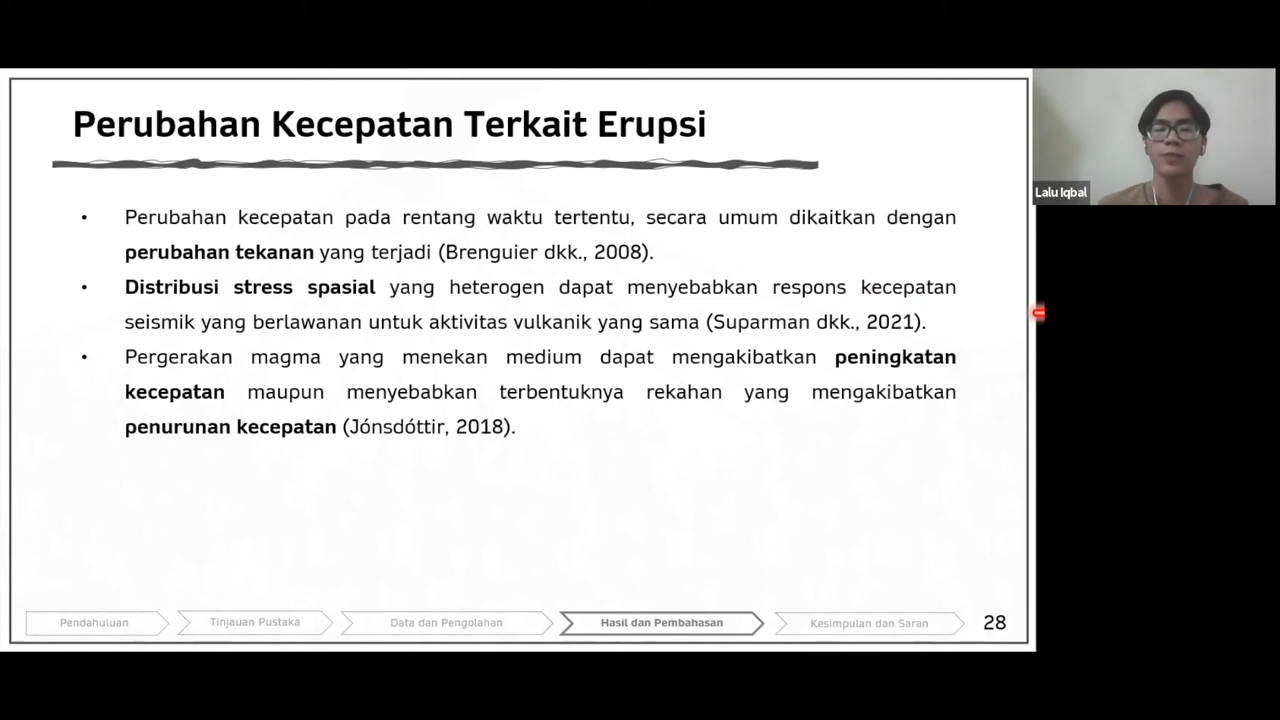 Perubahan Kecepatan Terkait Erupsi
• Perubahan kecepatan pada rentang waktu tertentu, secara umum dikaitkan dengan
perubahan tekanan yang terjadi (Brenguier dkk., 2008).
• Distribusi stress spasial yang heterogen dapat menyebabkan respons kecepatan
seismik yang berlawanan untuk aktivitas vulkanik yang sama (Suparman dkk., 2021).
• Pergerakan magma yang menekan medium dapat mengakibatkan peningkatan
kecepatan maupun menyebabkan terbentuknya rekahan yang mengakibatkan
penurunan kecepatan (Jónsdóttir, 2018).
Pendahuluan
Tinjauan Pustaka
Data dan Pengolahan
Hasil dan Pembahasan
Kesimpulan dan Saran
28
Lalu Iqbal